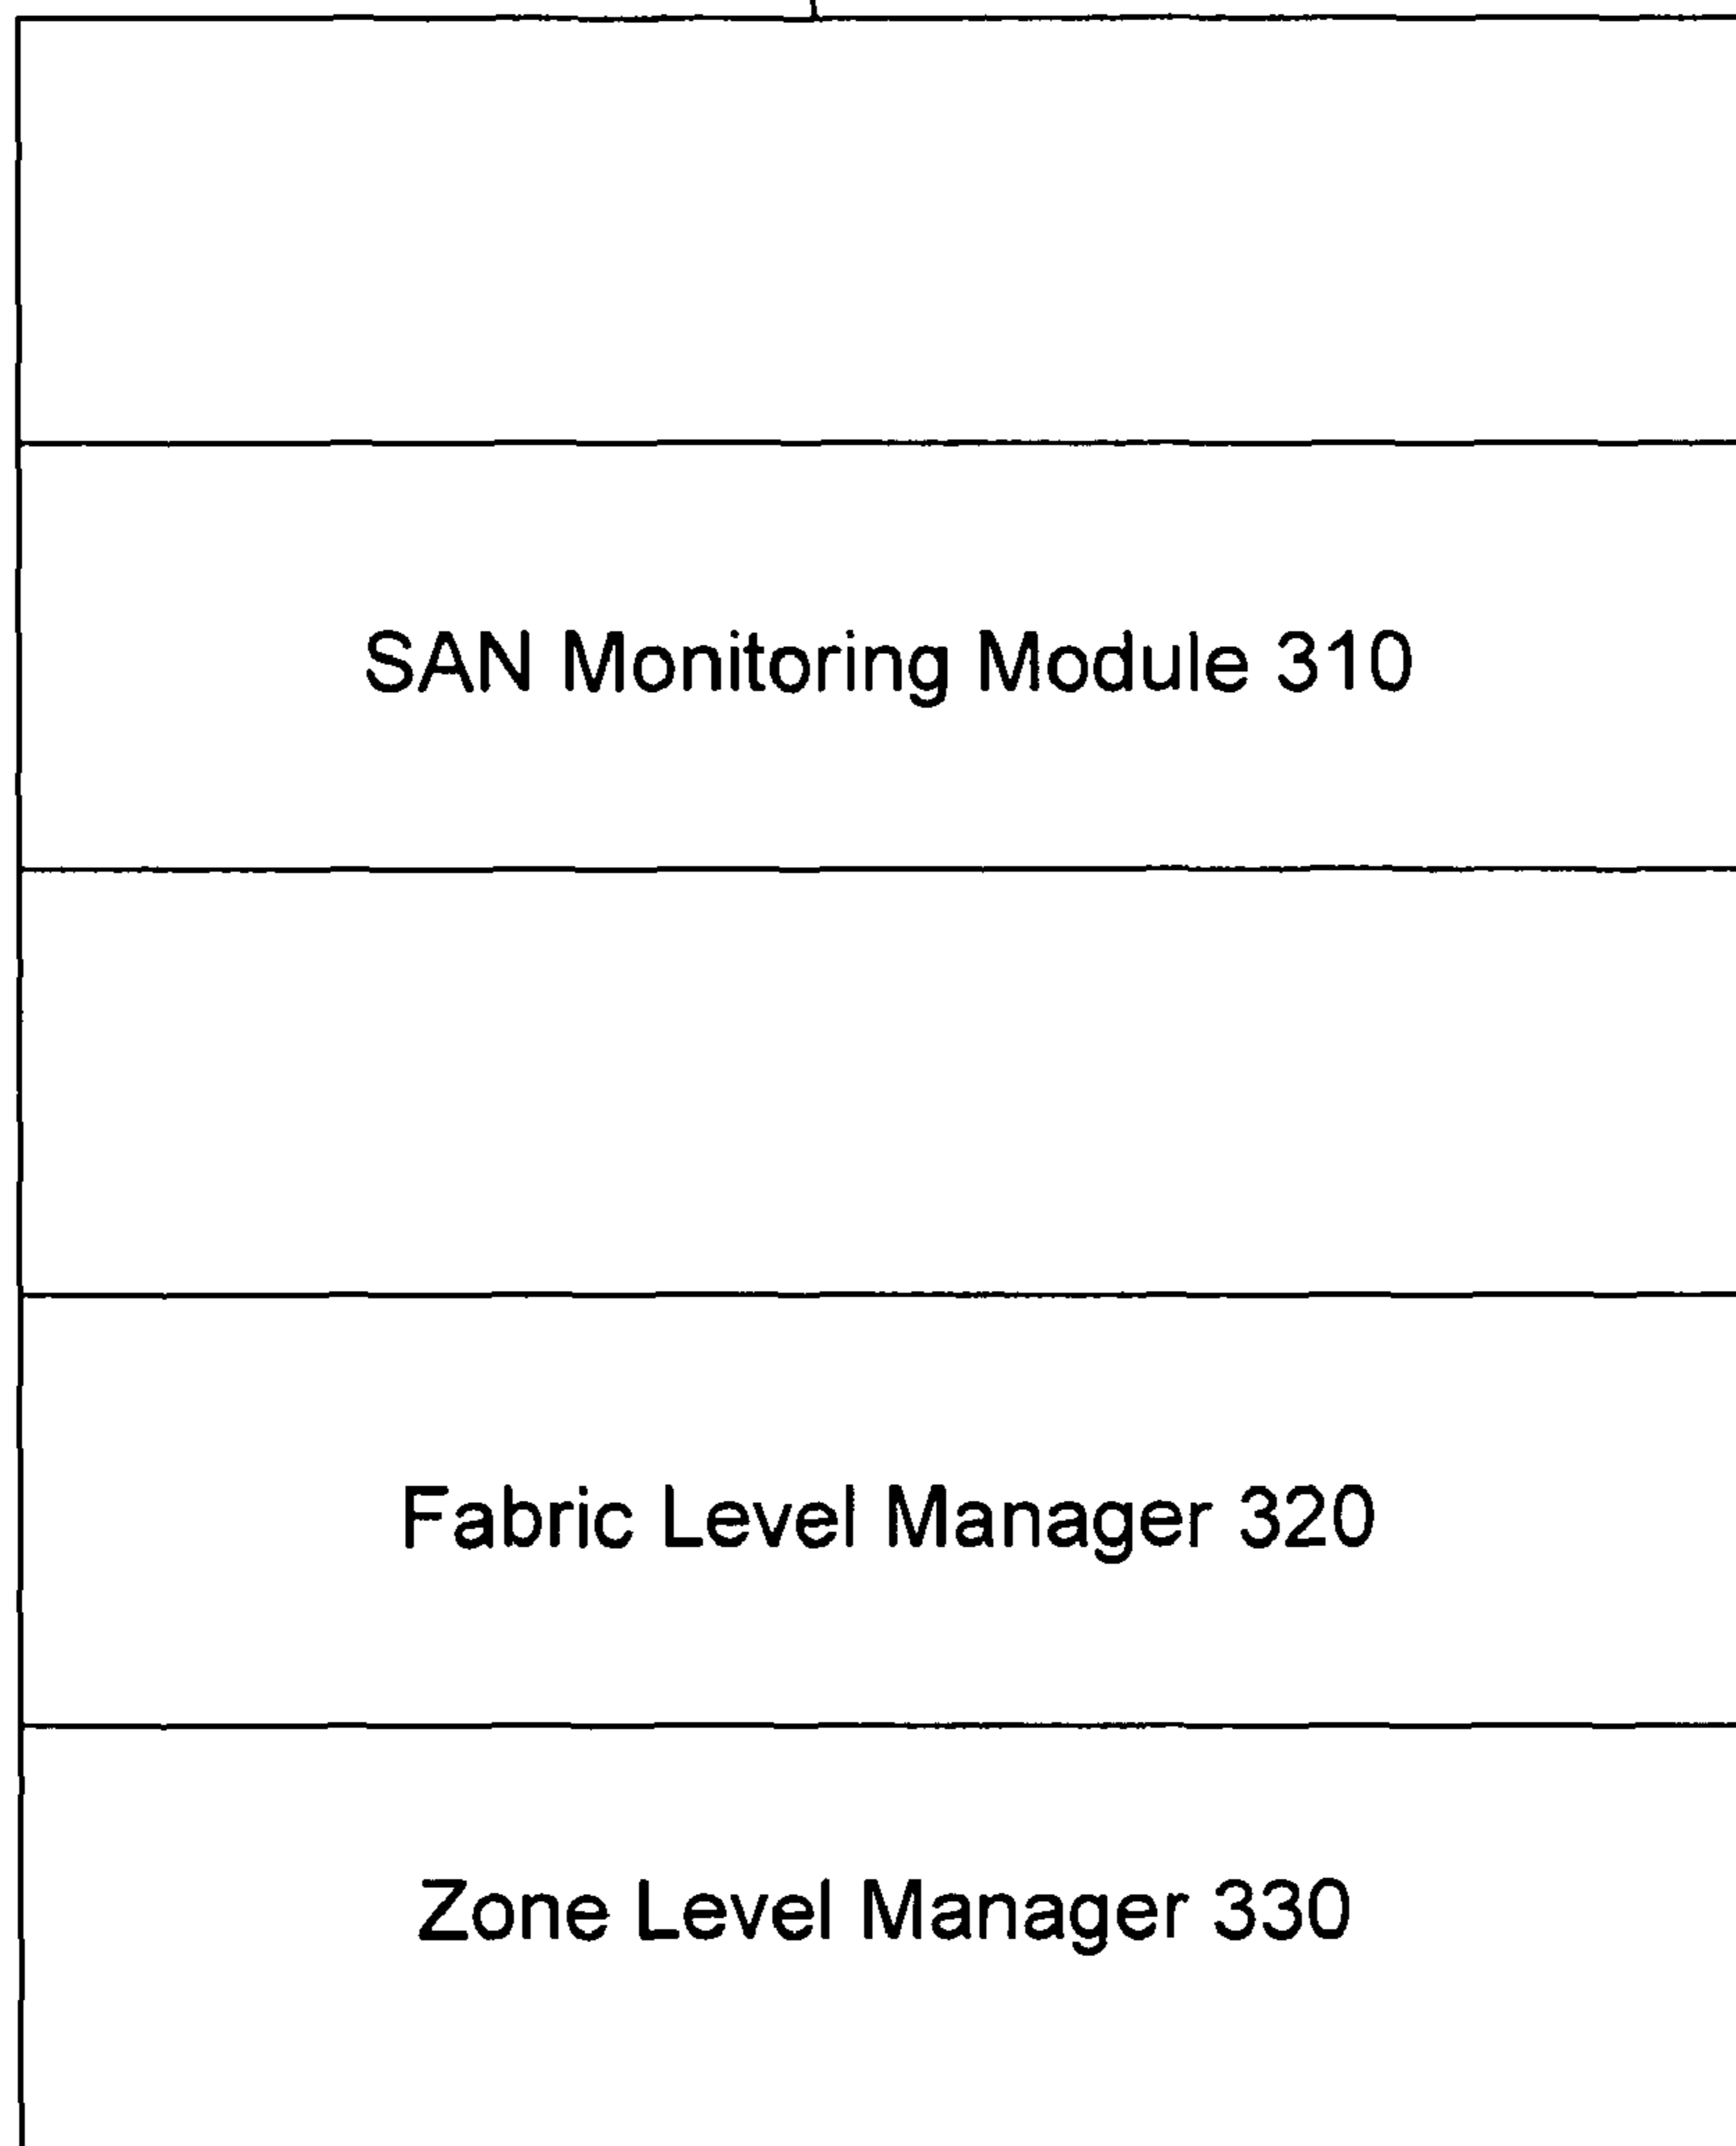 SAN Monitoring Module 310
Fabric Level Manager 320
Zone Level Manager 330